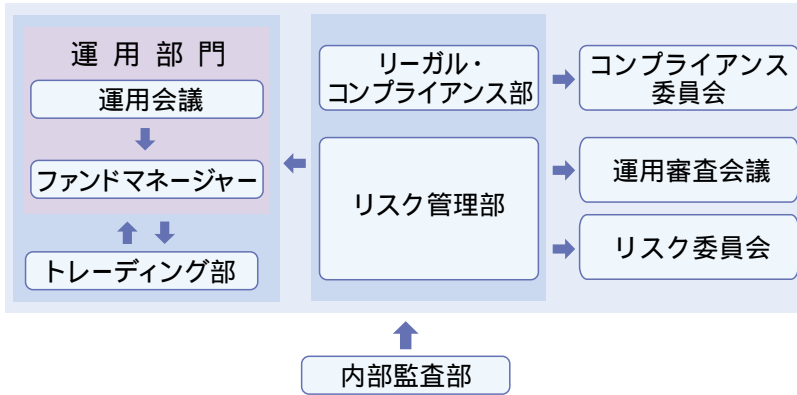 運用部門
運用会議
ファンドマネージャー
トレーディング部
リーガル・
コンプライアンス部
リスク管理部
コンプライアンス
委員会
運用審査会議
リスク委員会
内部監査部